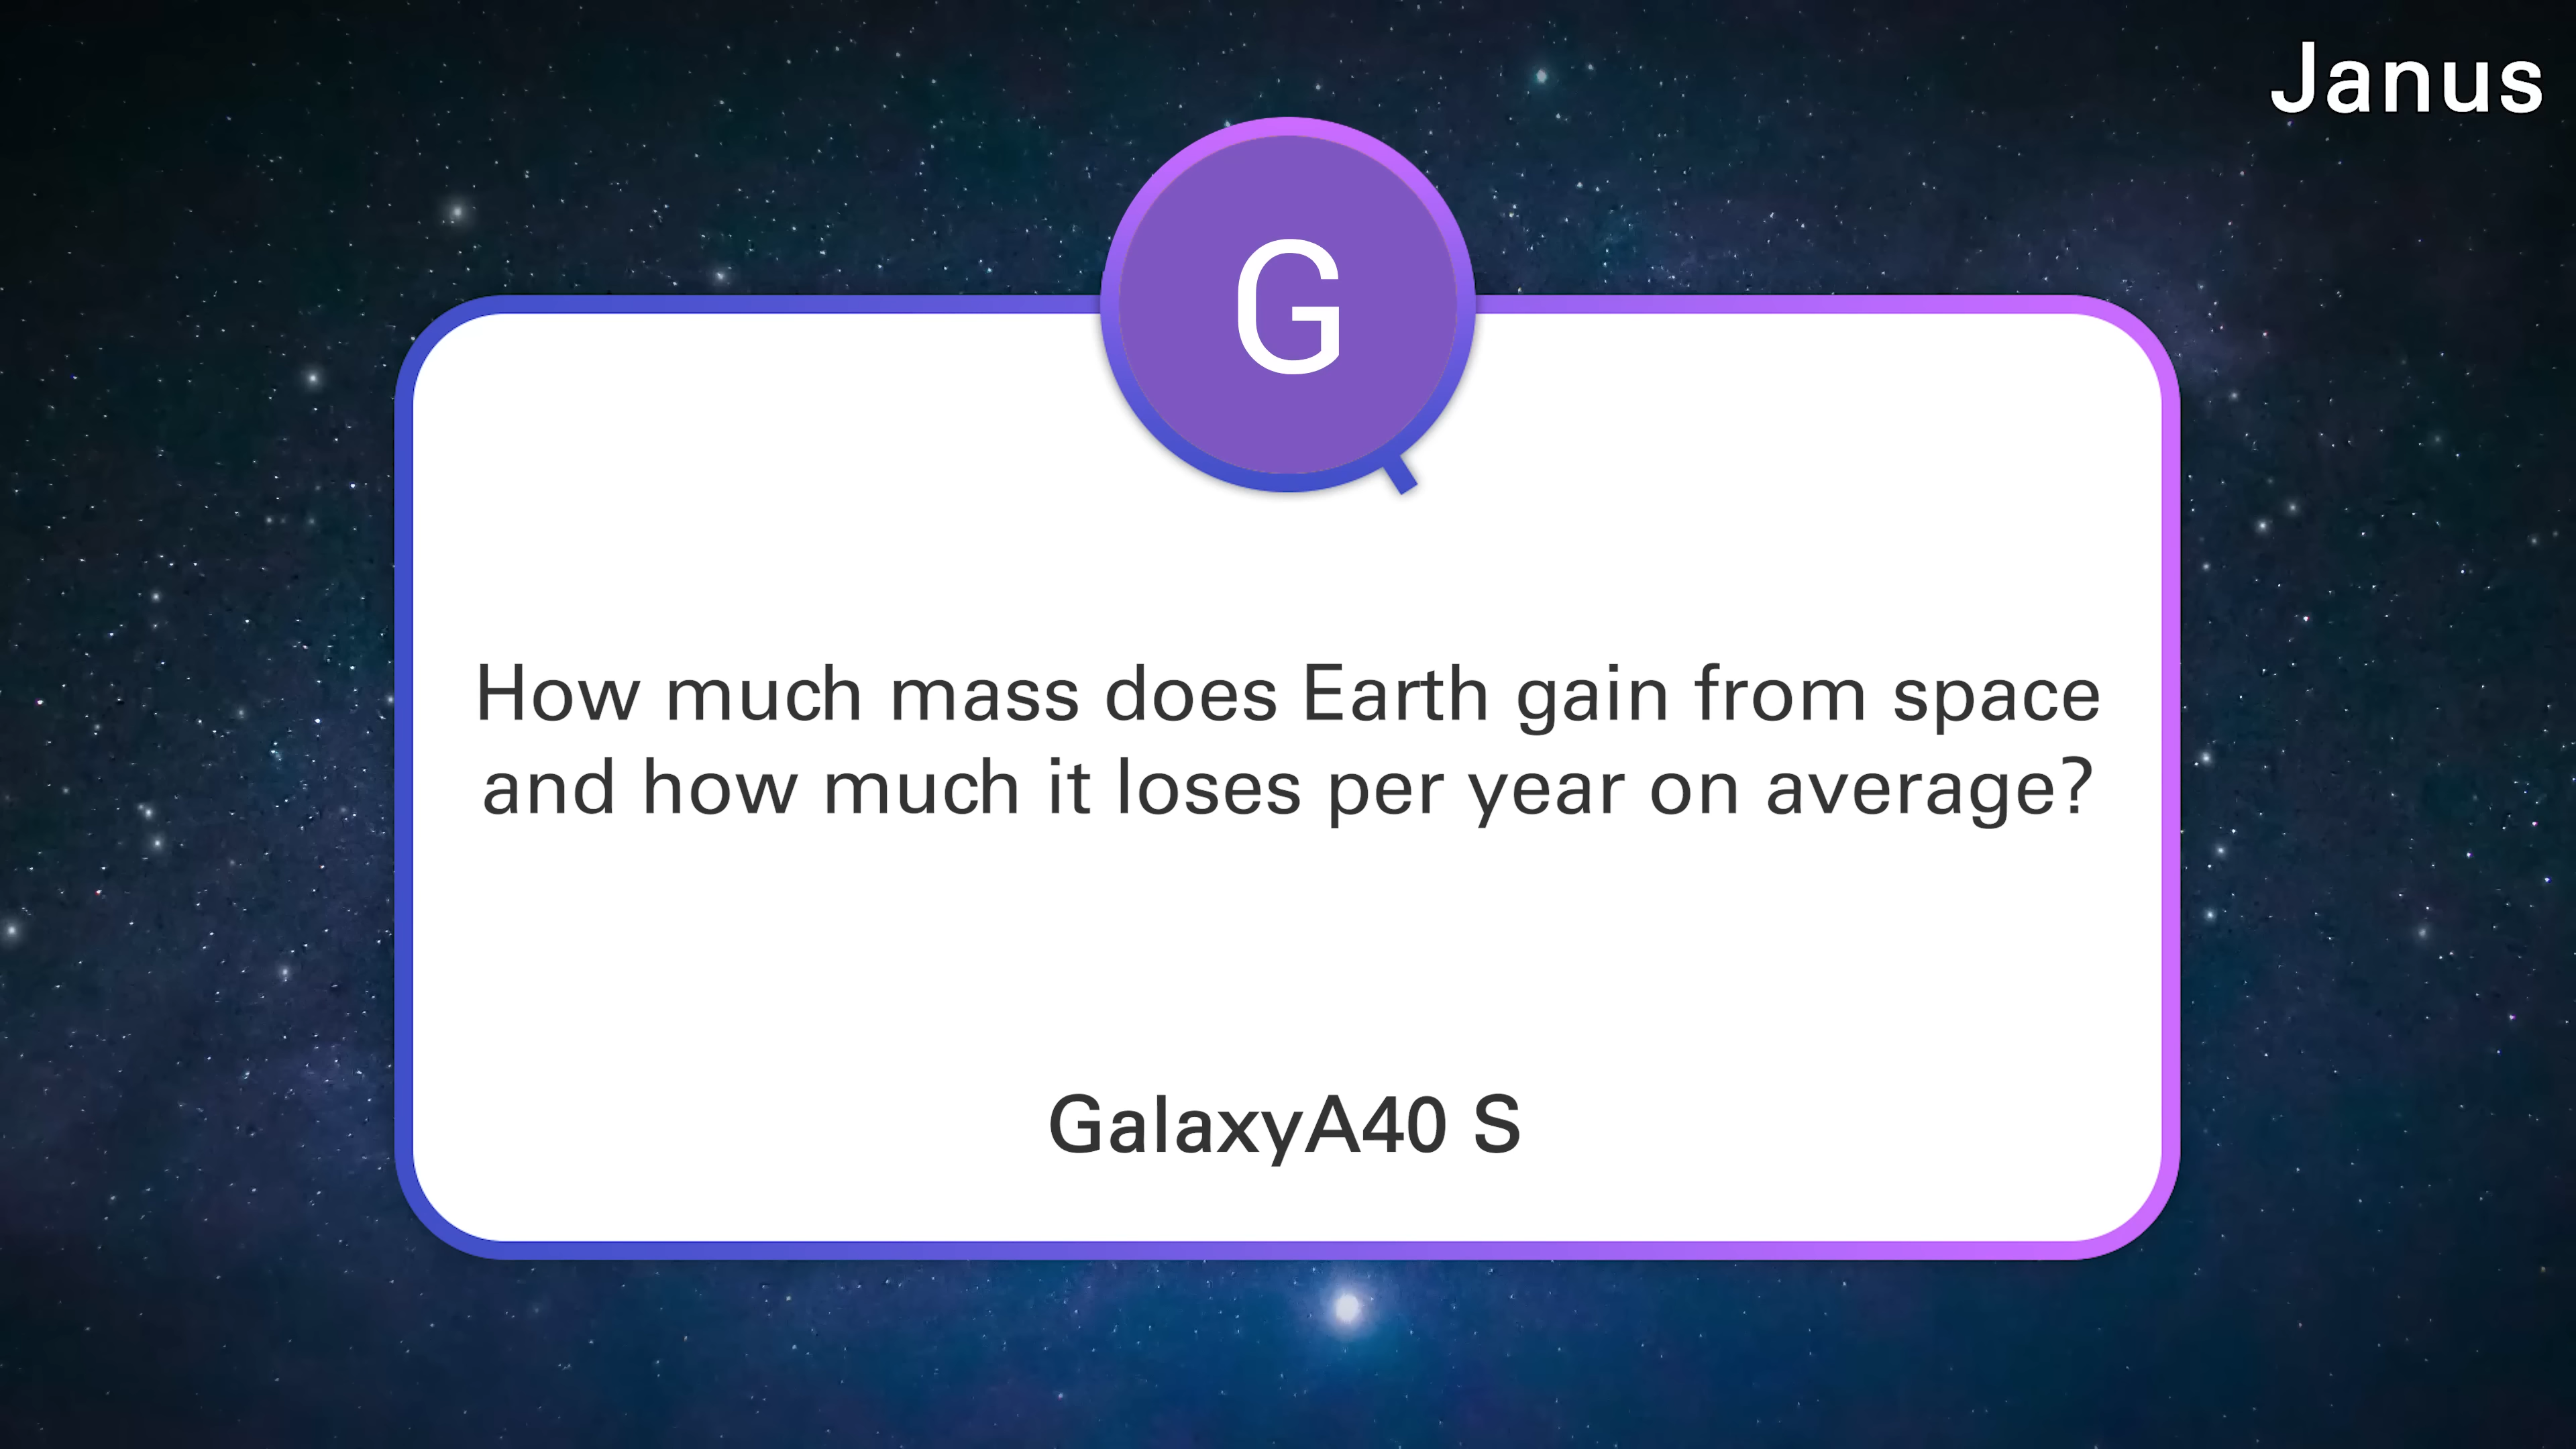 Janus
G
How much mass does Earth gain from space
and how much it loses per year on average?
GalaxyA40 S